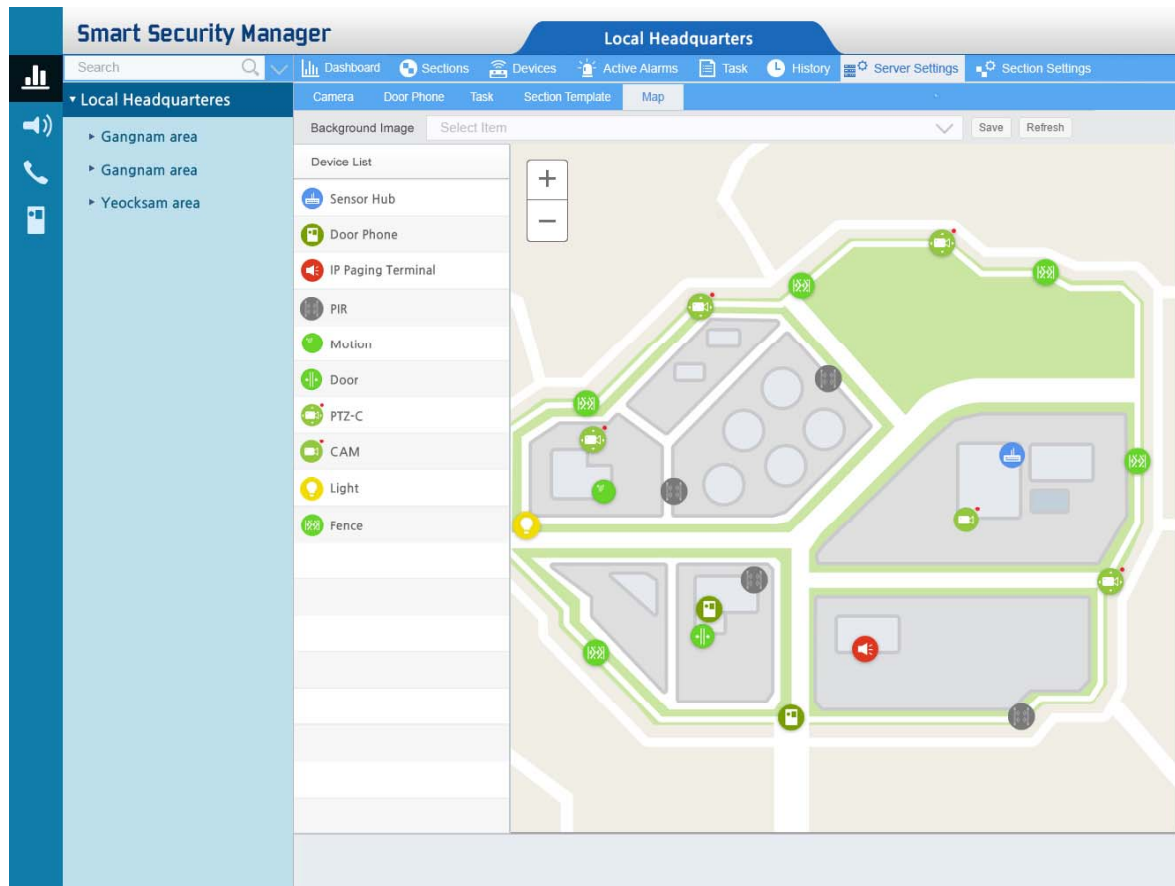 Smart Security Manager
Local Headquarters
Search
Dashboard Sections Devices Active Alarms Task History Server Settings Section Settings
Local Headquarteres
Camera Door Phone Task Section Template Map
Gangnam area
Background Image Select Item Save Refresh
Device List
Gangnam area
Sensor Hub
Yeocksam area
Door Phone
IP Paging Terminal
PIR
Motion
Door
PTZ-C
CAM
Light
Fence